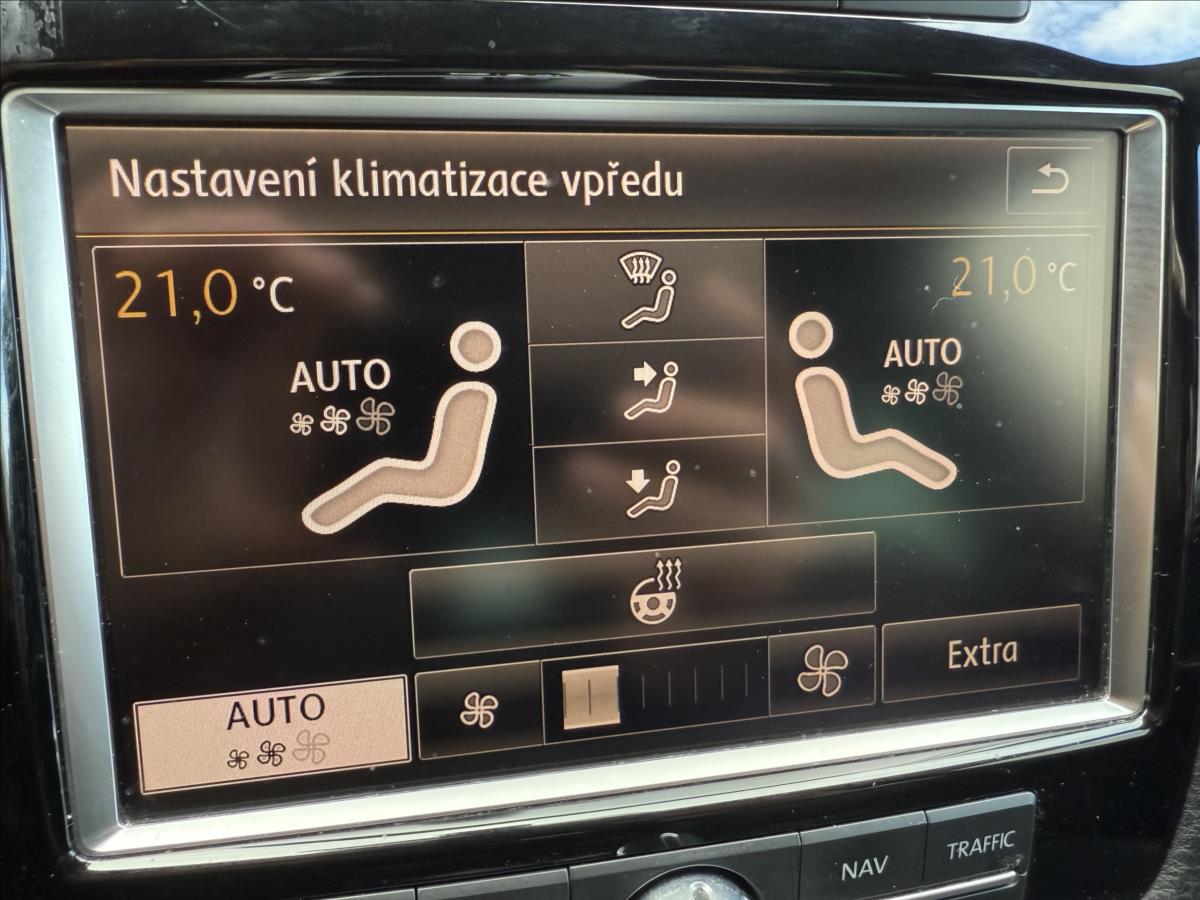 Nastavení klimatizace vpředu
21,0 °C
21,0 °C
AUTO
AUTO
Extra
AUTO
NAV
TRAFFIC